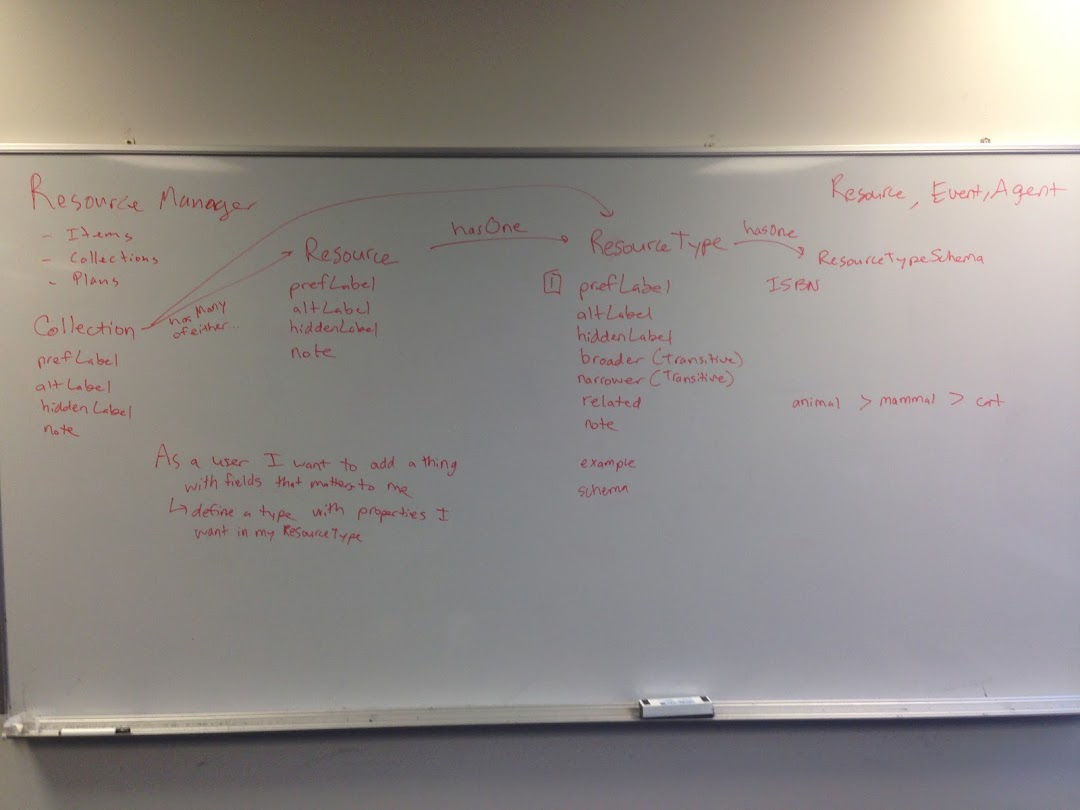 Resource Manager
- Items
- Collections
- Plans
Collection
prefLabel
altLabel
hiddenLabel
note
has Many
of either..
Resource
prefLabel
altLabel
hiddenLabel
note
hasOne
ResourceType
1
prefLabel
altLabel
hiddenLabel
broader (transitive)
narrower (Transitive)
related
note
example
schema
hasOne
ResourceTypeSchema
ISBN
Resource, Event, Agent
animal > mammal > cat
As a user I want to add a thing
with fields that matters to me
↳ define a type with properties I
want in my ResourceType